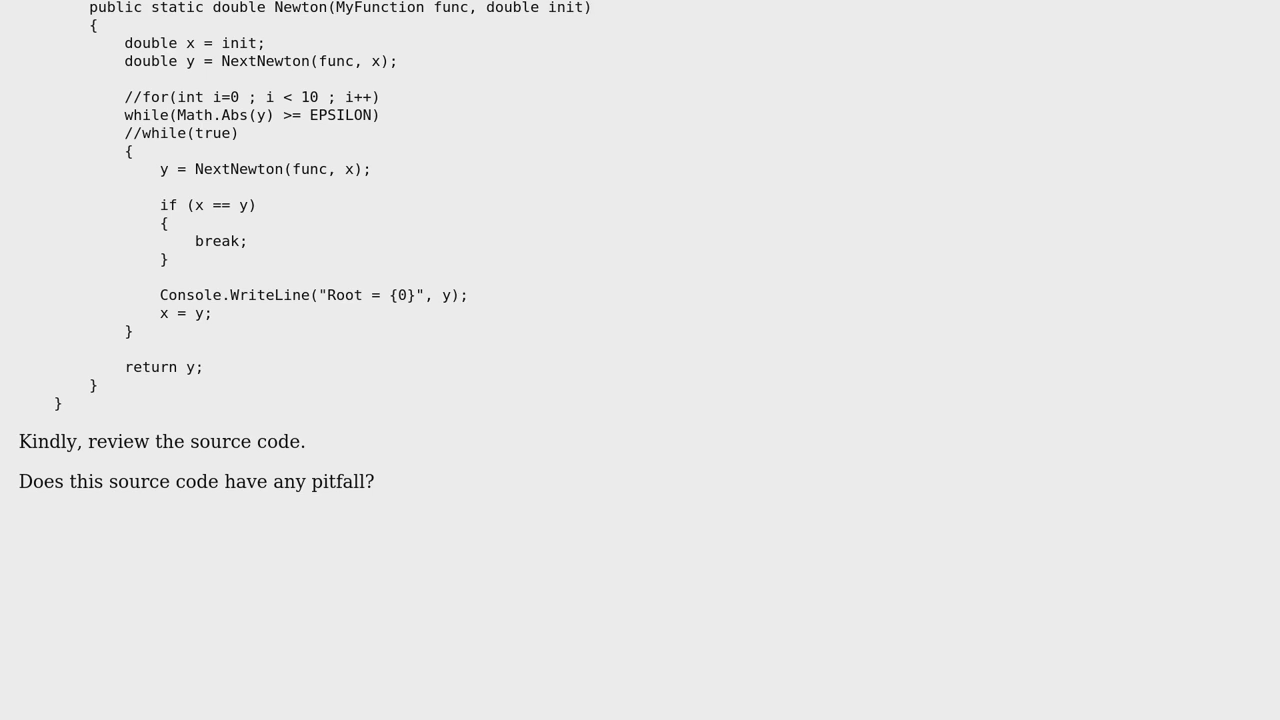 public static double Newton(MyFunction func, double init)
{
double x = init;
double y = NextNewton(func, x);
//for(int i=0 ; i < 10 ; i++)
while(Math.Abs(y) >= EPSILON)
//while(true)
{
y = NextNewton(func, x);
if (x == y)
{
break;
}
Console.WriteLine("Root = {0}", y);
x = y;
}
return y;
}
}
Kindly, review the source code.
Does this source code have any pitfall?